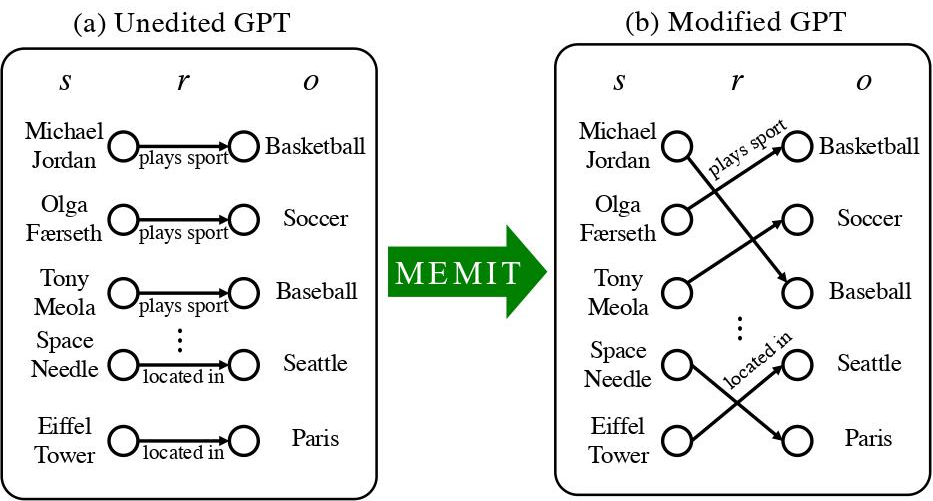 (a) Unedited GPT
s r o
Michael
Jordan
plays sport
Basketball
Olga
Færseth
plays sport
Soccer
Tony
Meola
plays sport
Baseball
Space
Needle
located in
Seattle
Eiffel
Tower
located in
Paris
MEMIT
(b) Modified GPT
s r o
Michael
Jordan
plays sport
Basketball
Olga
Færseth
Soccer
Tony
Meola
Baseball
Space
Needle
located in
Seattle
Eiffel
Tower
Paris